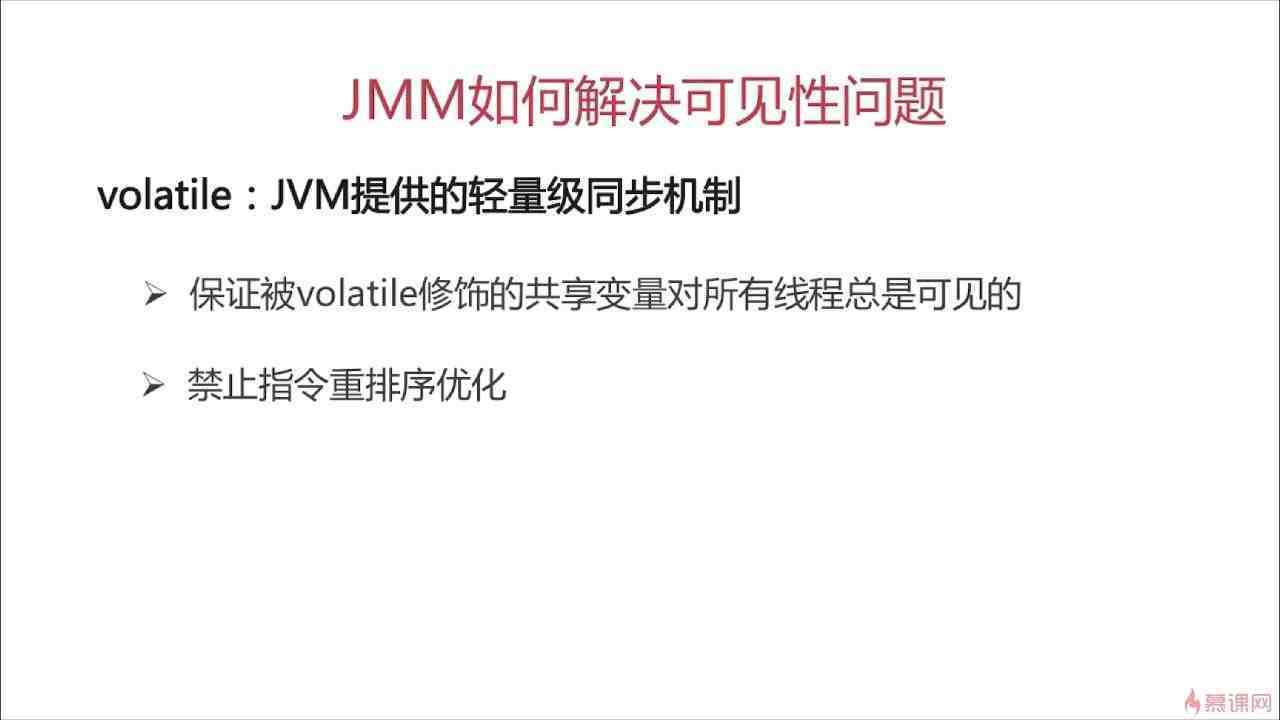 JMM如何解决可见性问题
volatile：JVM提供的轻量级同步机制
➢ 保证被volatile修饰的共享变量对所有线程总是可见的
➢ 禁止指令重排序优化
慕课网